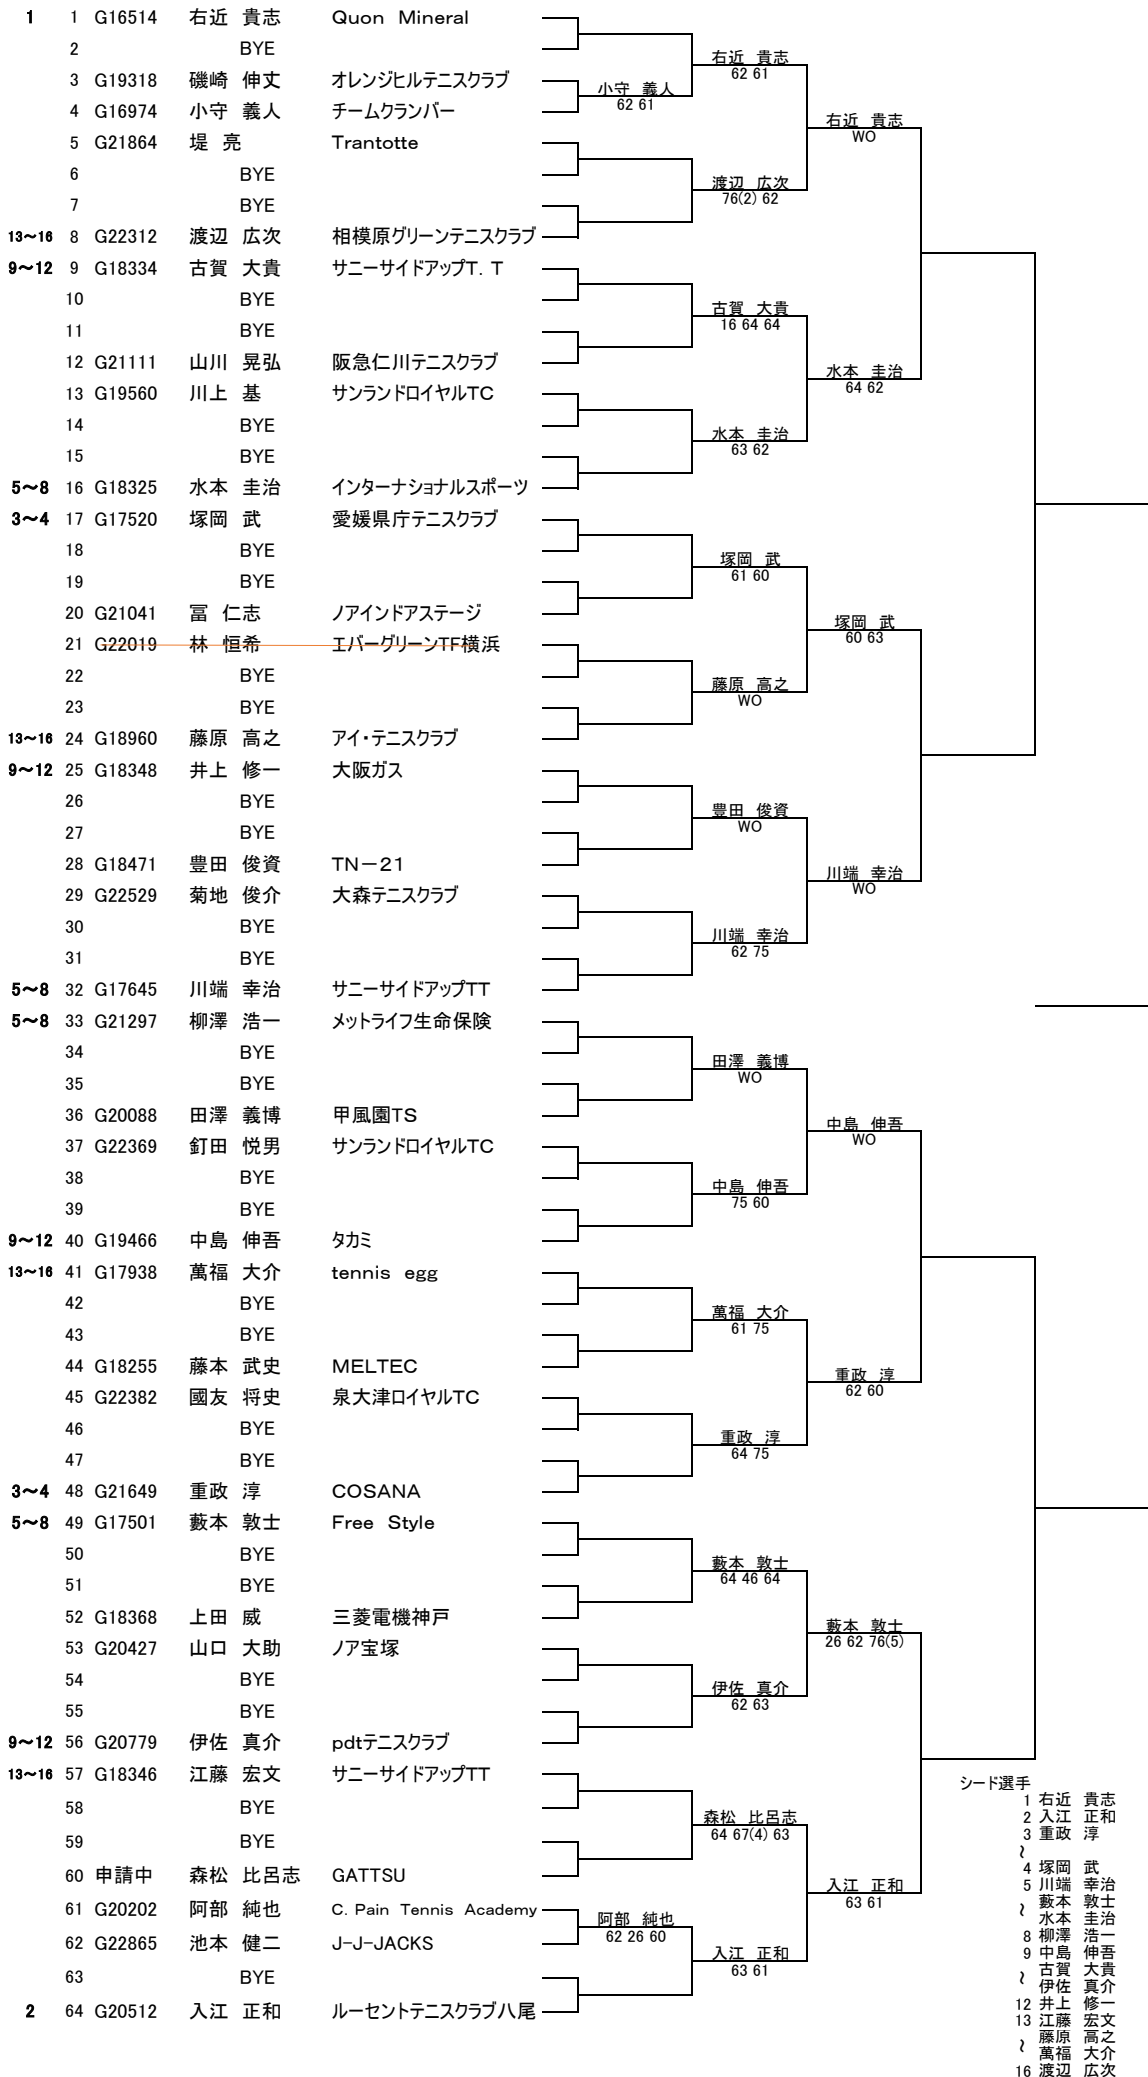 1 1 G16514 右近 貴志 Quon Mineral
2 BYE
右近 貴志
62 61
3 G19318 磯崎 伸丈 オレンジヒルテニスクラブ
小守 義人
62 61
4 G16974 小守 義人 チームクランバー
右近 貴志
WO
5 G21864 堤 亮 Trantotte
6 BYE
渡辺 広次
76(2) 62
7 BYE
13～16 8 G22312 渡辺 広次 相模原グリーンテニスクラブ
9～12 9 G18334 古賀 大貴 サニーサイドアップT. T
10 BYE
古賀 大貴
16 64 64
11 BYE
12 G21111 山川 晃弘 阪急仁川テニスクラブ
水本 圭治
64 62
13 G19560 川上 基 サンランドロイヤルTC
14 BYE
水本 圭治
63 62
15 BYE
5～8 16 G18325 水本 圭治 インターナショナルスポーツ
3～4 17 G17520 塚岡 武 愛媛県庁テニスクラブ
18 BYE
塚岡 武
61 60
19 BYE
20 G21041 冨 仁志 ノアインドアステージ
塚岡 武
60 63
21 G22019 林 恒希 エバーグリーンTF横浜
22 BYE
藤原 高之
WO
23 BYE
13～16 24 G18960 藤原 高之 アイ・テニスクラブ
9～12 25 G18348 井上 修一 大阪ガス
26 BYE
豊田 俊資
WO
27 BYE
28 G18471 豊田 俊資 TN－21
川端 幸治
WO
29 G22529 菊地 俊介 大森テニスクラブ
30 BYE
川端 幸治
62 75
31 BYE
5～8 32 G17645 川端 幸治 サニーサイドアップTT
5～8 33 G21297 柳澤 浩一 メットライフ生命保険
34 BYE
田澤 義博
WO
35 BYE
36 G20088 田澤 義博 甲風園TS
中島 伸吾
WO
37 G22369 釘田 悦男 サンランドロイヤルTC
38 BYE
中島 伸吾
75 60
39 BYE
9～12 40 G19466 中島 伸吾 タカミ
13～16 41 G17938 萬福 大介 tennis egg
42 BYE
萬福 大介
61 75
43 BYE
44 G18255 藤本 武史 MELTEC
重政 淳
62 60
45 G22382 國友 将史 泉大津ロイヤルTC
46 BYE
重政 淳
64 75
47 BYE
3～4 48 G21649 重政 淳 COSANA
5～8 49 G17501 藪本 敦士 Free Style
50 BYE
藪本 敦士
64 46 64
51 BYE
52 G18368 上田 威 三菱電機神戸
藪本 敦士
26 62 76(5)
53 G20427 山口 大助 ノア宝塚
54 BYE
伊佐 真介
62 63
55 BYE
9～12 56 G20779 伊佐 真介 pdtテニスクラブ
13～16 57 G18346 江藤 宏文 サニーサイドアップTT
58 BYE
森松 比呂志
64 67(4) 63
59 BYE
60 申請中 森松 比呂志 GATTSU
入江 正和
63 61
61 G20202 阿部 純也 C. Pain Tennis Academy
阿部 純也
62 26 60
62 G22865 池本 健二 J-J-JACKS
入江 正和
63 61
63 BYE
2 64 G20512 入江 正和 ルーセントテニスクラブ八尾
シード選手
1 右近 貴志
2 入江 正和
3 重政 淳
～
4 塚岡 武
5 川端 幸治
藪本 敦士
～
水本 圭治
8 柳澤 浩一
9 中島 伸吾
古賀 大貴
～
伊佐 真介
12 井上 修一
13 江藤 宏文
藤原 高之
～
萬福 大介
16 渡辺 広次